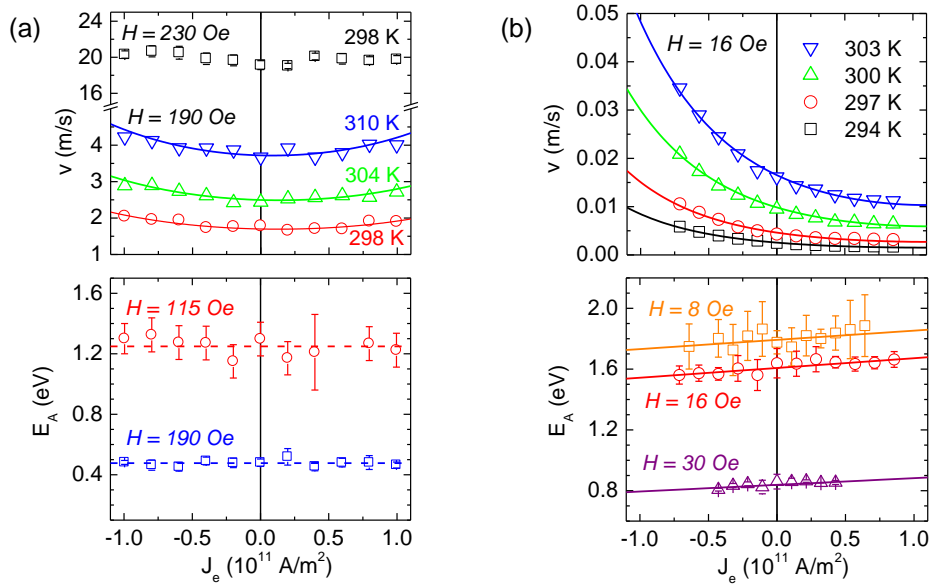 (a)
24
22
20
18
4
3
2
1
v (m/s)
H = 230 Oe
298 K
H = 190 Oe
310 K
304 K
298 K
1.6
1.2
0.8
0.4
E_A (eV)
H = 115 Oe
H = 190 Oe
-1.0 -0.5 0.0 0.5 1.0
J_e (10^11 A/m^2)
(b)
0.05
0.04
0.03
0.02
0.01
0.00
v (m/s)
H = 16 Oe
303 K
300 K
297 K
294 K
2.0
1.6
1.2
0.8
E_A (eV)
H = 8 Oe
H = 16 Oe
H = 30 Oe
-1.0 -0.5 0.0 0.5 1.0
J_e (10^11 A/m^2)